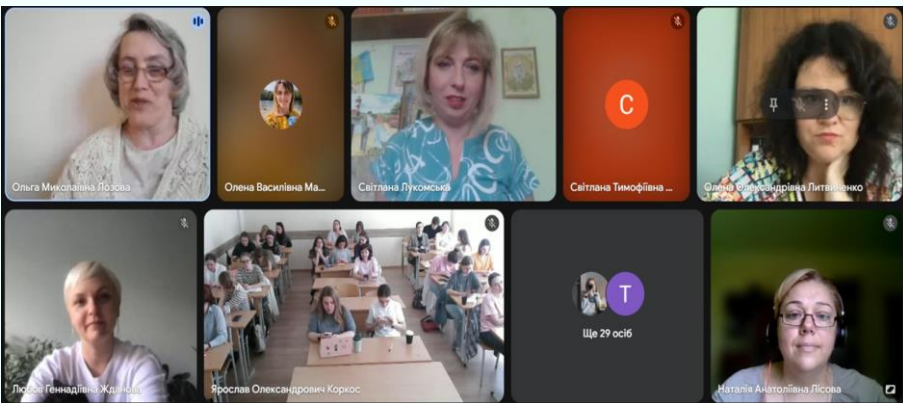 Ольга Миколаївна Лозова
Олена Василівна Ма...
Світлана Лукомська
С
Світлана Тимофіївна ...
Олена Олександрівна Литвиненко
Любов Геннадіївна Жданова
Ярослав Олександрович Коркос
Т
Ще 29 осіб
Наталія Анатоліївна Лісова